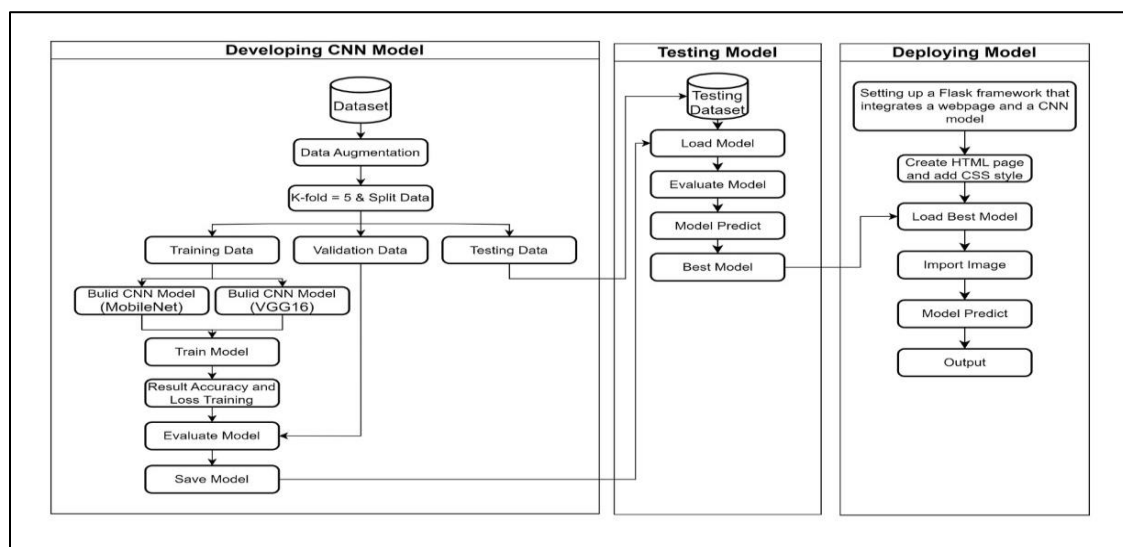 Developing CNN Model
Dataset
Data Augmentation
K-fold = 5 & Split Data
Training Data
Validation Data
Testing Data
Bulid CNN Model
(MobileNet)
Bulid CNN Model
(VGG16)
Train Model
Result Accuracy and
Loss Training
Evaluate Model
Save Model
Testing Model
Testing
Dataset
Load Model
Evaluate Model
Model Predict
Best Model
Deploying Model
Setting up a Flask framework that
integrates a webpage and a CNN
model
Create HTML page
and add CSS style
Load Best Model
Import Image
Model Predict
Output